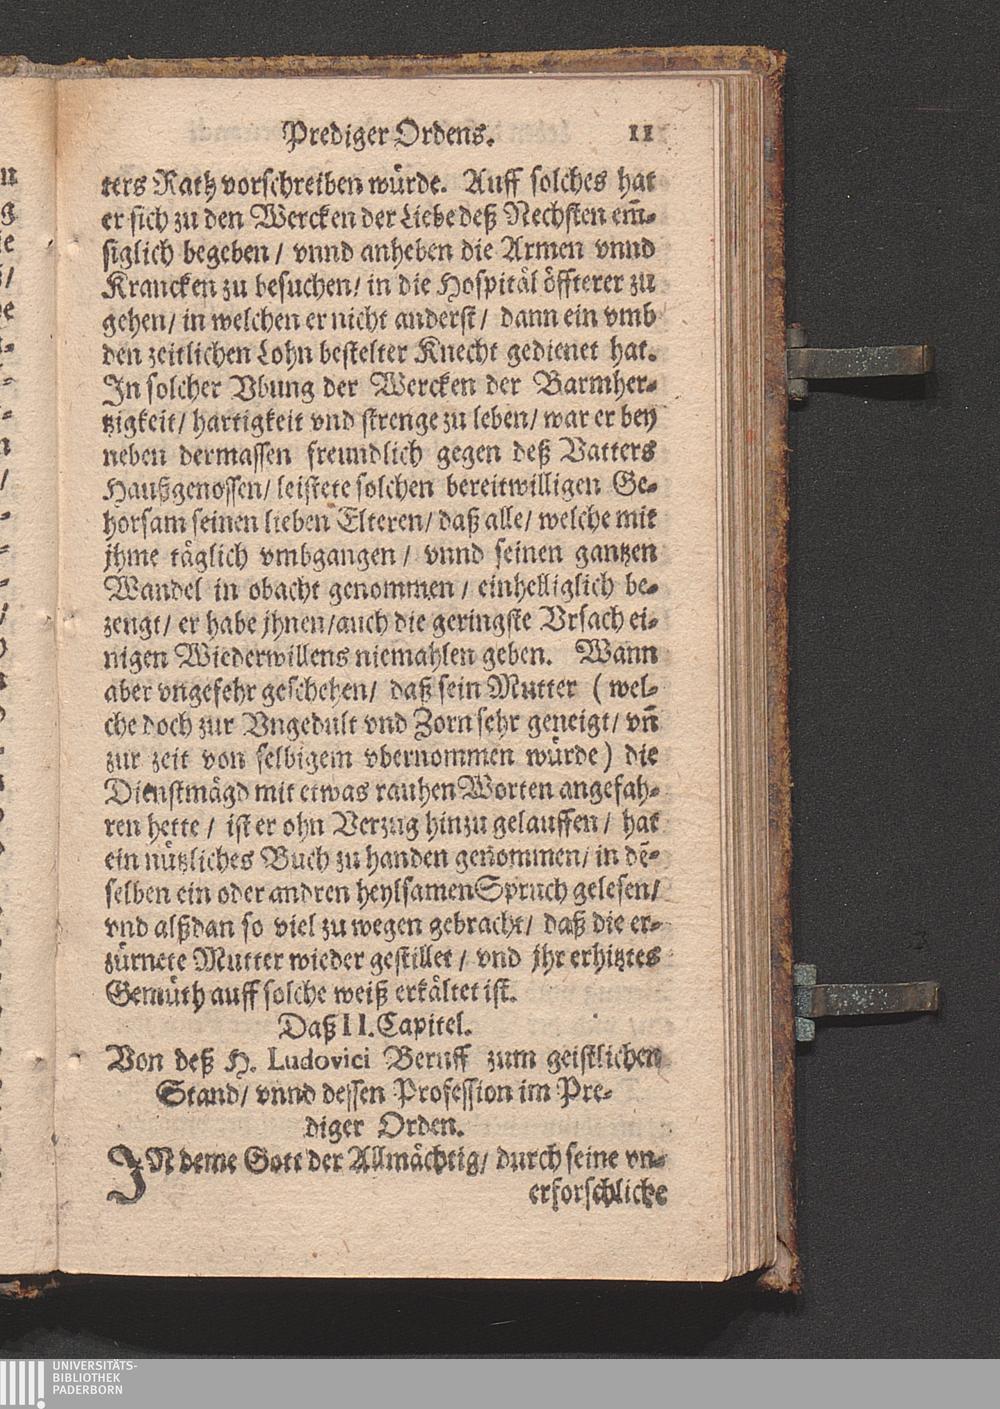 Prediger Ordens. 11
ters Rath vorschreiben würde. Auff solches hat
er sich zu den Wercken der Liebe deß Nechsten em̃-
siglich begeben / vnnd anheben die Armen vnnd
Krancken zu besuchen / in die Hospitäl öffterer zu
gehen / in welchen er nicht anderst / dann ein vmb
den zeitlichen Lohn bestelter Knecht gedienet hat.
In solcher Vbung der Wercken der Barmher-
tzigkeit / hartigkeit vnd strenge zu leben / war er bey
neben dermassen freundlich gegen deß Vatters
Haußgenossen / leistete solchen bereitwilligen Ge-
horsam seinen lieben Elteren / daß alle / welche mit
jhme täglich vmbgangen / vnnd seinen gantzen
Wandel in obacht genommen / einhelliglich be-
zeugt / er habe jhnen / auch die geringste Vrsach ei-
nigen Wiederwillens niemahlen geben. Wann
aber vngefehr geschehen / daß sein Mutter ( wel-
che doch zur Vngedult vnd Zorn sehr geneigt / vñ
zur zeit von selbigem vbernommen würde) die
Dienstmägd mit etwas rauhen Worten angefah-
ren hette / ist er ohn Verzug hinzu gelauffen / hat
ein nützliches Buch zu handen genommen / in dē-
selben ein oder andren heylsamen Spruch gelesen /
vnd alßdan so viel zu wegen gebracht / daß die er-
zürnete Mutter wieder gestillet / vnd jhr erhitztes
Gemüth auff solche weiß erkältet ist.
Daß II. Capitel.
Von deß H. Ludovici Beruff zum geistlichen
Stand / vnnd dessen Profession im Pre-
diger Orden.
IN deme Gott der Allmächtig / durch seine vn-
erforschliche
UNIVERSITÄTS-
BIBLIOTHEK
PADERBORN